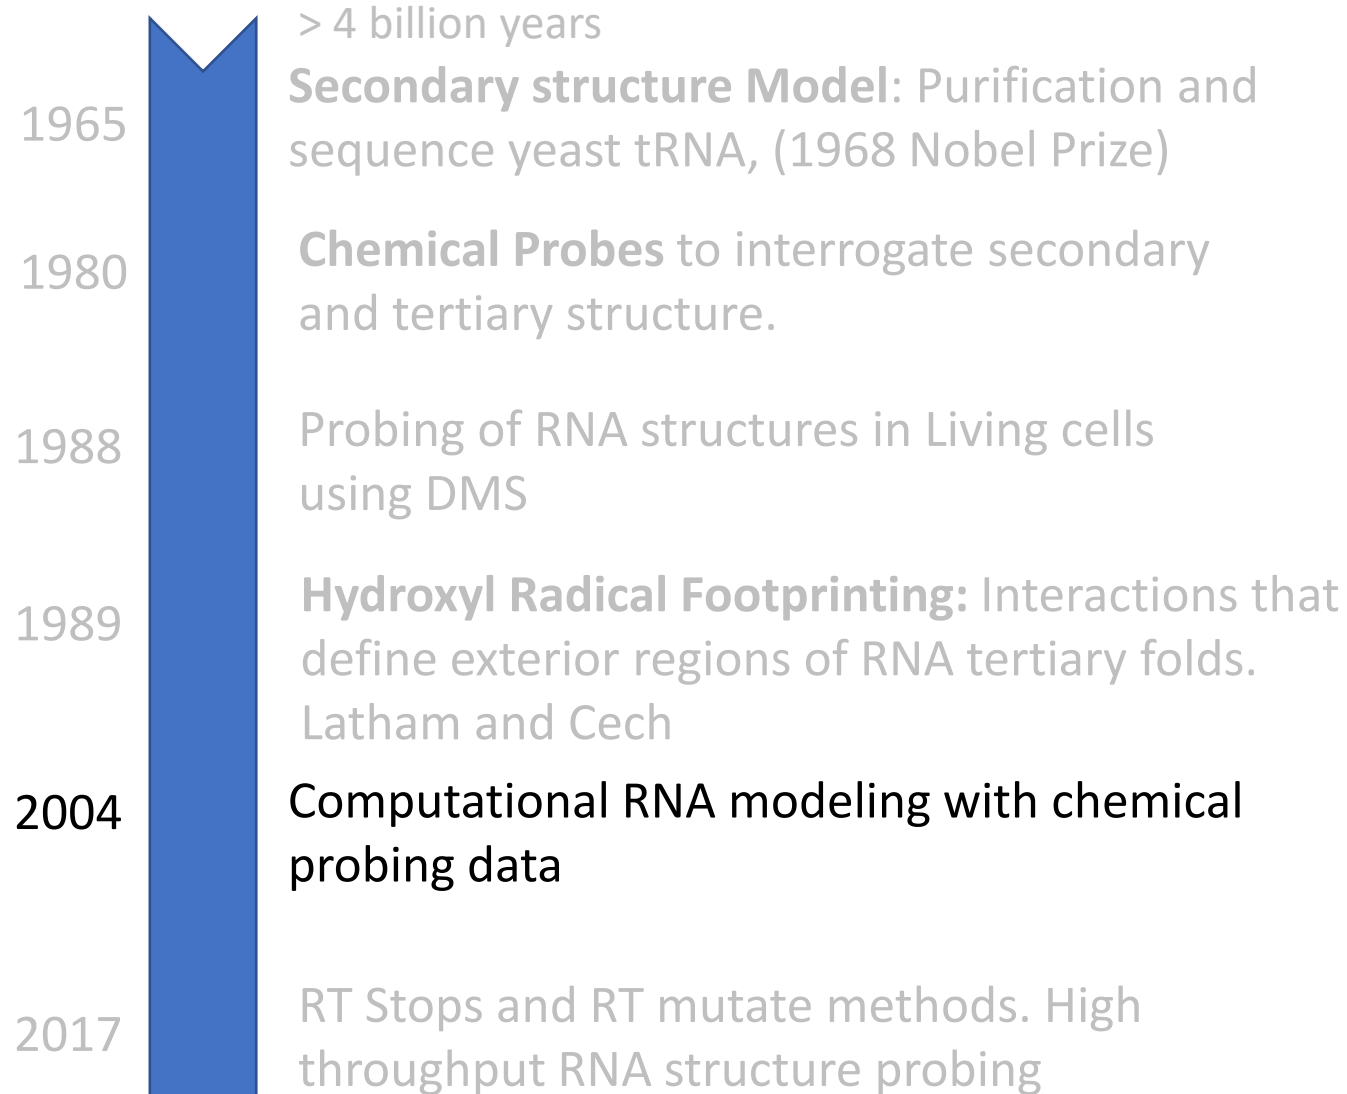 > 4 billion years
1965
Secondary structure Model: Purification and
sequence yeast tRNA, (1968 Nobel Prize)
1980
Chemical Probes to interrogate secondary
and tertiary structure.
1988
Probing of RNA structures in Living cells
using DMS
1989
Hydroxyl Radical Footprinting: Interactions that
define exterior regions of RNA tertiary folds.
Latham and Cech
2004
Computational RNA modeling with chemical
probing data
2017
RT Stops and RT mutate methods. High
throughput RNA structure probing